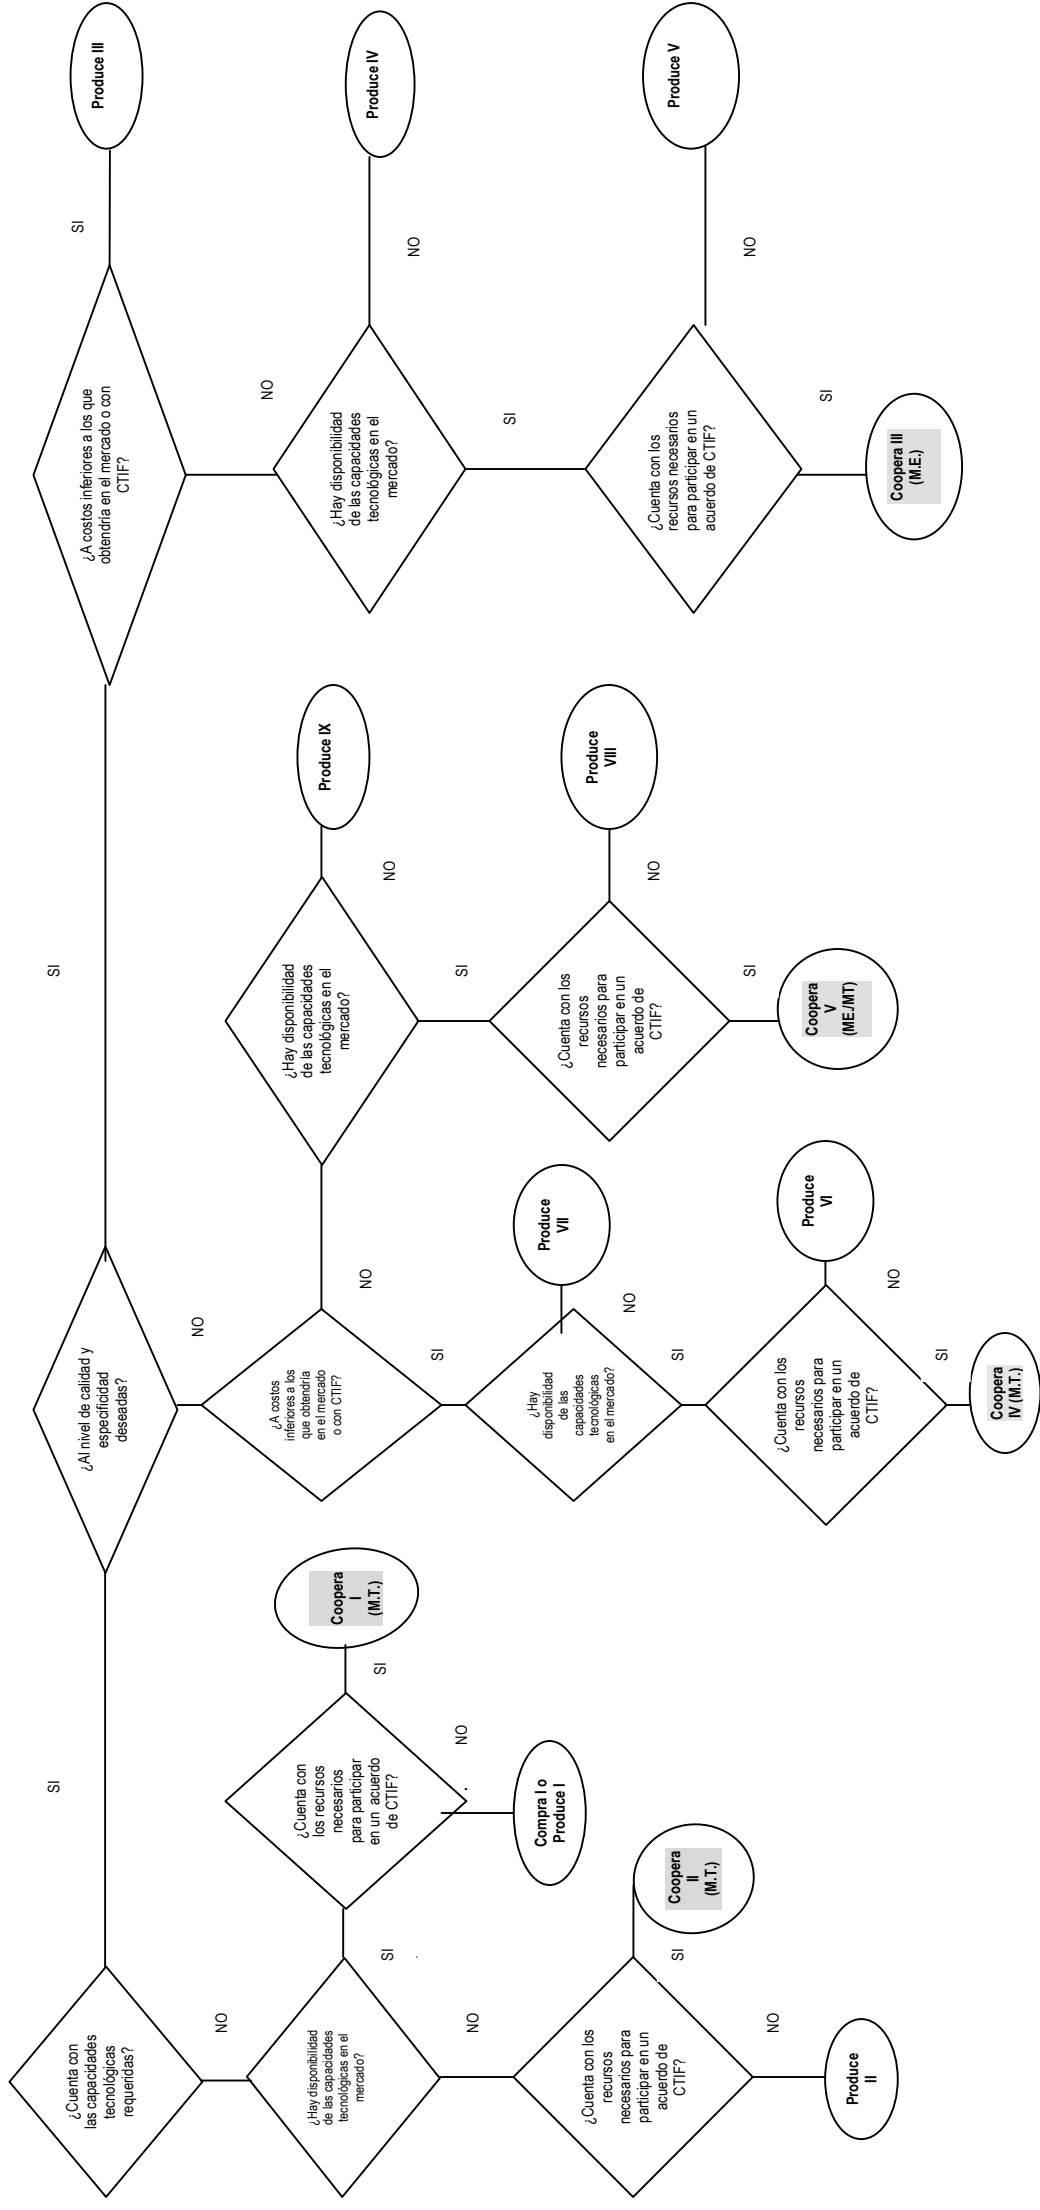 ¿Cuenta con
las capacidades
tecnológicas
requeridas?
SI
¿Al nivel de calidad y
especificidad
deseadas?
SI
¿A costos inferiores a los que
obtendría en el mercado o con
CTIF?
SI
Produce III
NO
¿Hay disponibilidad
de las capacidades
tecnológicas en el
mercado?
SI
¿Cuenta con
los recursos
necesarios
para participar
en un acuerdo
de CTIF?
SI
Coopera
I
(M.T.)
NO
Compra I o
Produce I
NO
¿Cuenta con los
recursos
necesarios para
participar en un
acuerdo de
CTIF?
SI
Coopera
II
(M.T.)
NO
Produce
II
NO
¿A costos
inferiores a los
que obtendría
en el mercado
o con CTIF?
NO
¿Hay disponibilidad
de las capacidades
tecnológicas en el
mercado?
NO
Produce IX
SI
¿Cuenta con los
recursos
necesarios para
participar en un
acuerdo de
CTIF?
NO
Produce
VIII
SI
Coopera
V
(ME./MT)
SI
¿Hay
disponibilidad
de las
capacidades
tecnológicas
en el mercado?
NO
Produce
VII
SI
¿Cuenta con los
recursos
necesarios para
participar en un
acuerdo de
CTIF?
NO
Produce
VI
SI
Coopera
IV (M.T.)
NO
¿Hay disponibilidad
de las capacidades
tecnológicas en el
mercado?
NO
Produce IV
SI
¿Cuenta con los
recursos necesarios
para participar en un
acuerdo de CTIF?
NO
Produce V
SI
Coopera III
(M.E.)